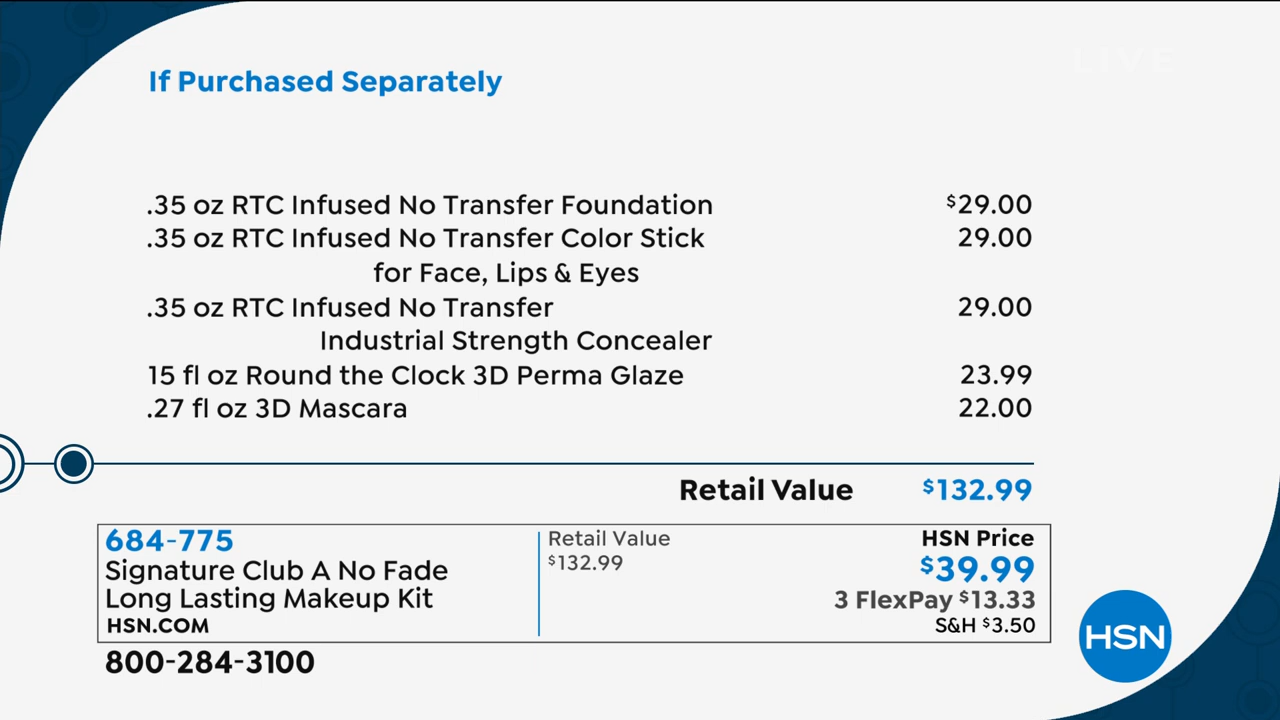 LIVE
If Purchased Separately
.35 oz RTC Infused No Transfer Foundation $29.00
.35 oz RTC Infused No Transfer Color Stick 29.00
for Face, Lips & Eyes
.35 oz RTC Infused No Transfer 29.00
Industrial Strength Concealer
15 fl oz Round the Clock 3D Perma Glaze 23.99
.27 fl oz 3D Mascara 22.00
Retail Value $132.99
684-775
Signature Club A No Fade
Long Lasting Makeup Kit
HSN.COM
Retail Value
$132.99
HSN Price
$39.99
3 FlexPay $13.33
S&H $3.50
800-284-3100
HSN